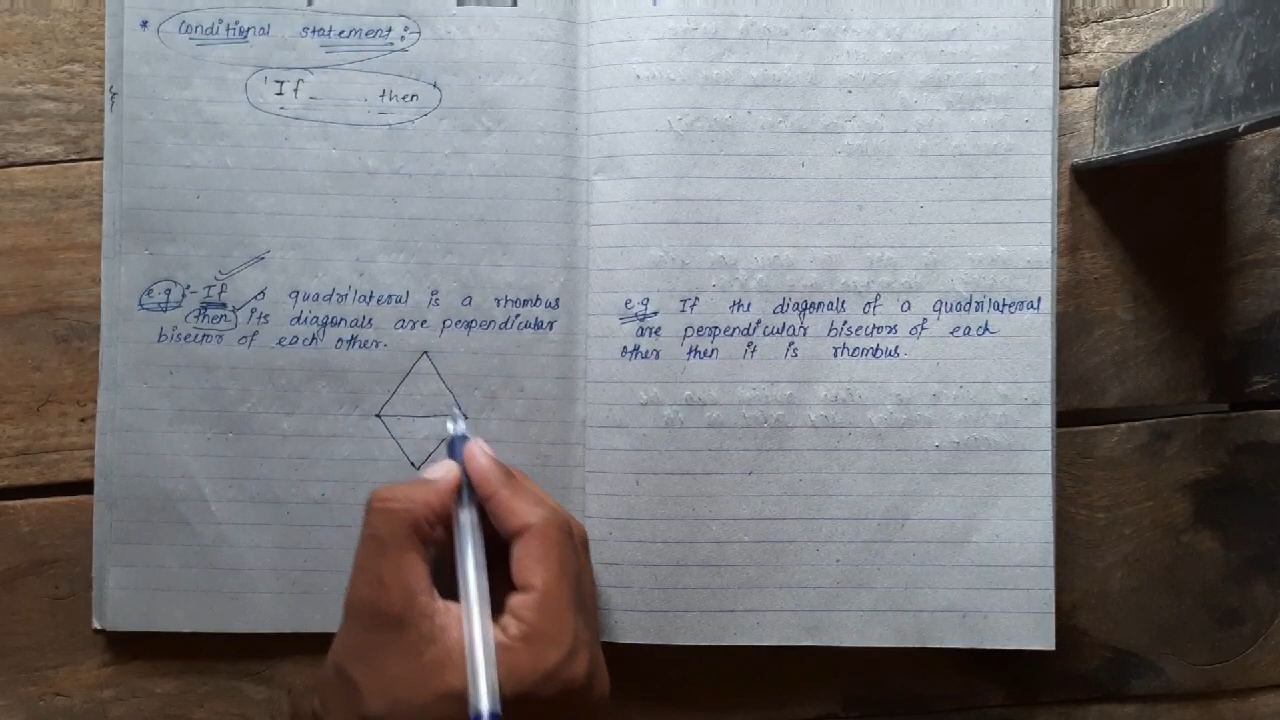 * Conditional statement :-
'If ___ . then'
e.g :- If a quadrilateral is a rhombus
then its diagonals are perpendicular
bisector of each other.
e.g If the diagonals of a quadrilateral
are perpendicular bisectors of each
other then it is rhombus.